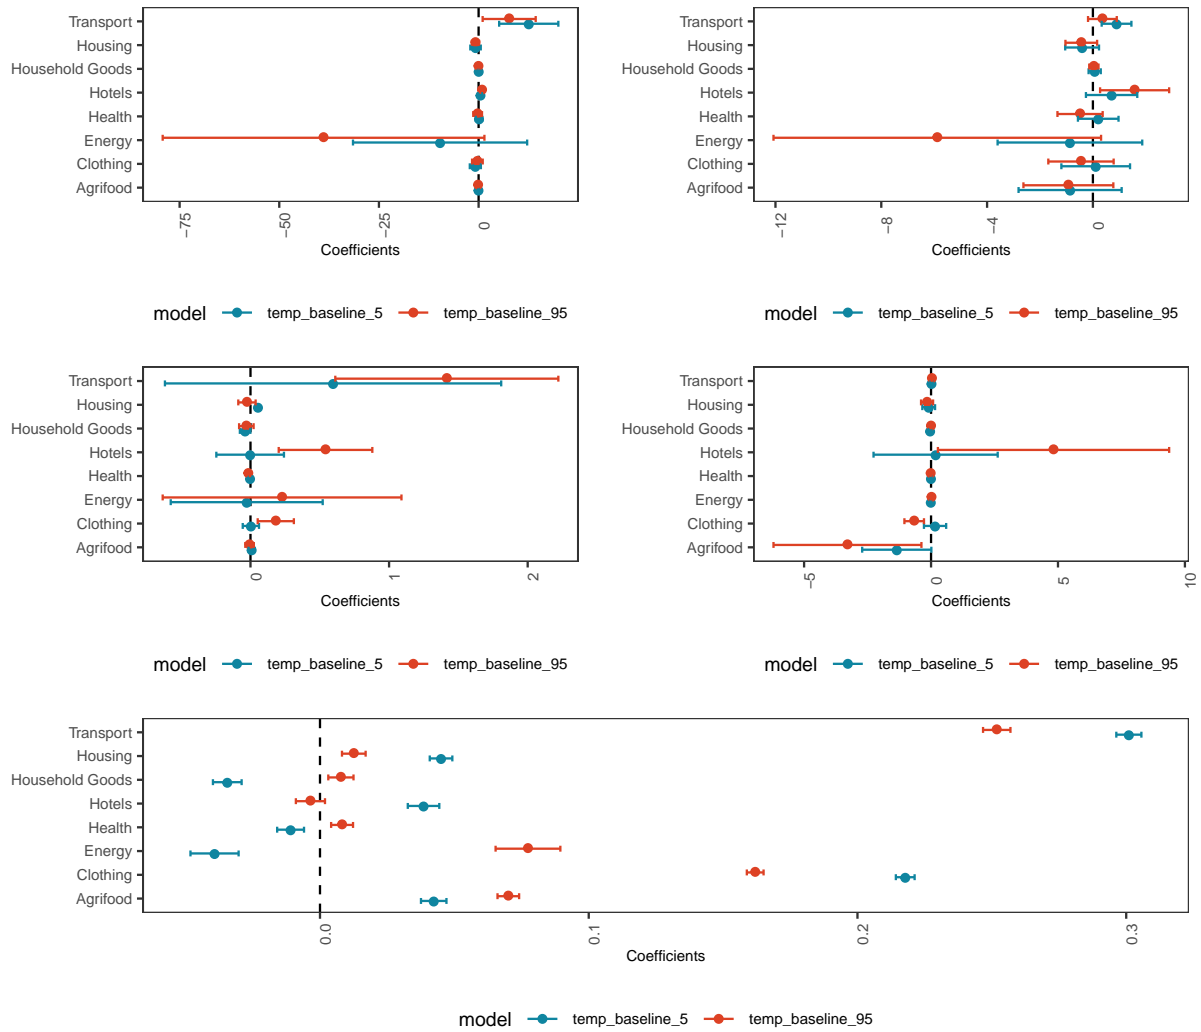 Transport
Housing
Household Goods
Hotels
Health
Energy
Clothing
Agrifood
−75
−50
−25
0
Coefficients
model temp_baseline_5 temp_baseline_95
Transport
Housing
Household Goods
Hotels
Health
Energy
Clothing
Agrifood
−12
−8
−4
0
Coefficients
model temp_baseline_5 temp_baseline_95
Transport
Housing
Household Goods
Hotels
Health
Energy
Clothing
Agrifood
0
1
2
Coefficients
model temp_baseline_5 temp_baseline_95
Transport
Housing
Household Goods
Hotels
Health
Energy
Clothing
Agrifood
−5
0
5
10
Coefficients
model temp_baseline_5 temp_baseline_95
Transport
Housing
Household Goods
Hotels
Health
Energy
Clothing
Agrifood
0.0
0.1
0.2
0.3
Coefficients
model temp_baseline_5 temp_baseline_95